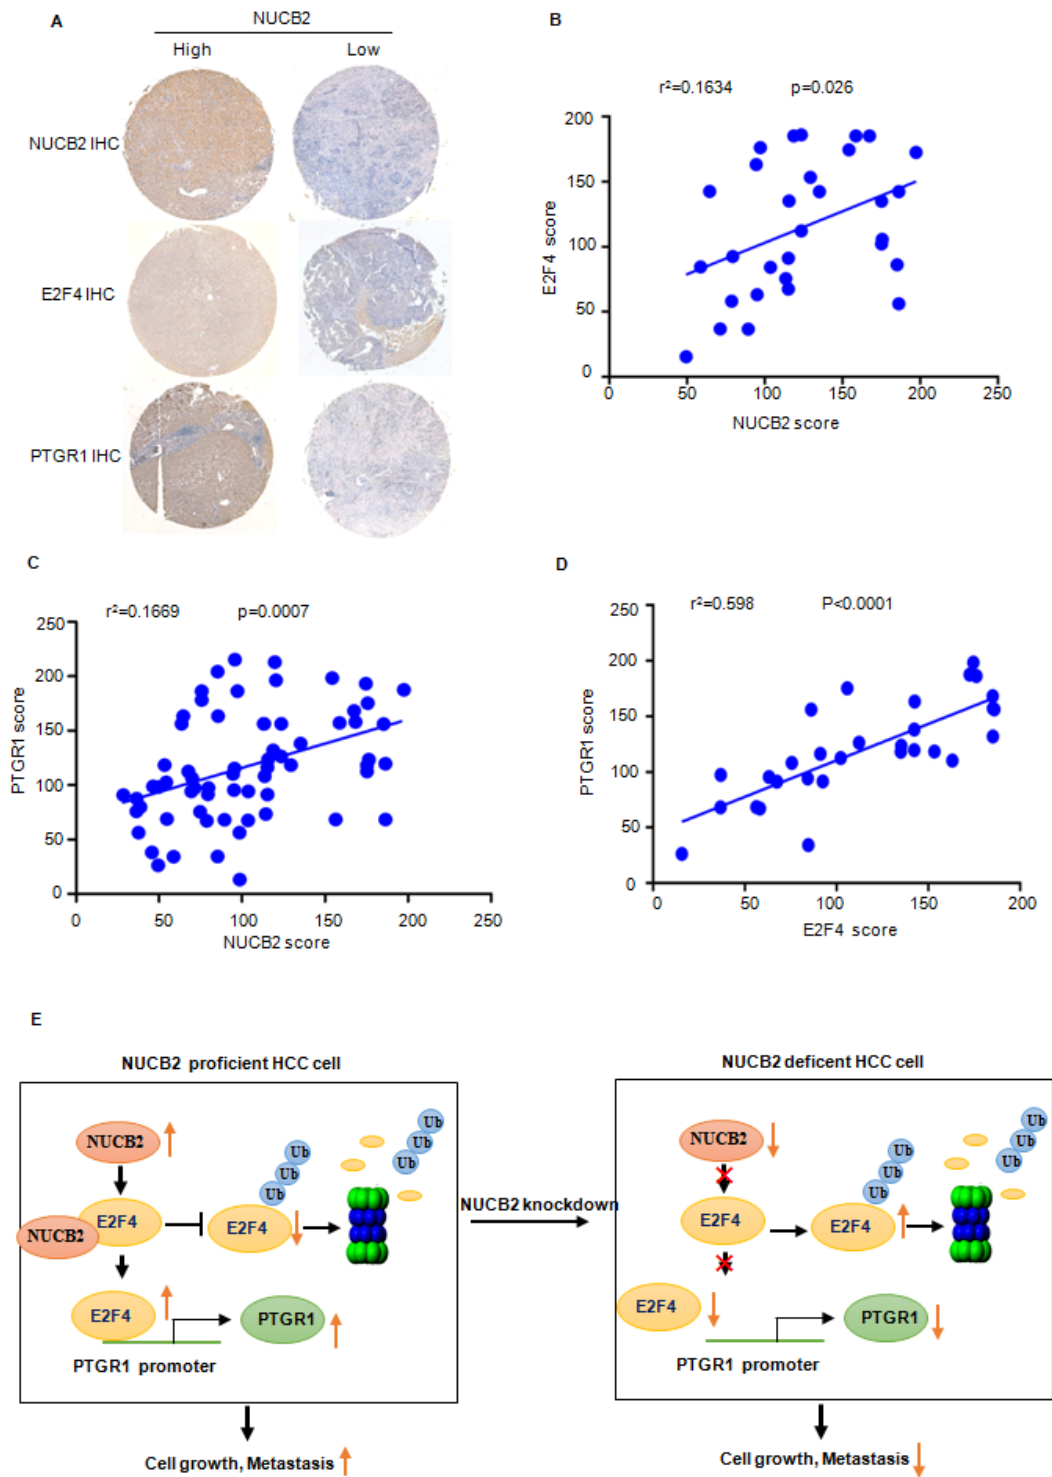 A
NUCB2
High Low
NUCB2 IHC
E2F4 IHC
PTGR1 IHC
B
r²=0.1634 p=0.026
200
150
100
50
0
E2F4 score
0 50 100 150 200 250
NUCB2 score
C
r²=0.1669 p=0.0007
250
200
150
100
50
0
PTGR1 score
0 50 100 150 200 250
NUCB2 score
D
r²=0.598 P<0.0001
250
200
150
100
50
0
PTGR1 score
0 50 100 150 200
E2F4 score
E
NUCB2 proficient HCC cell
NUCB2
Ub
Ub
Ub
Ub
Ub
Ub
E2F4
NUCB2
E2F4
E2F4
PTGR1
PTGR1 promoter
Cell growth, Metastasis
NUCB2 knockdown
NUCB2 deficent HCC cell
NUCB2
Ub
Ub
Ub
Ub
Ub
Ub
E2F4
E2F4
E2F4
PTGR1
PTGR1 promoter
Cell growth, Metastasis